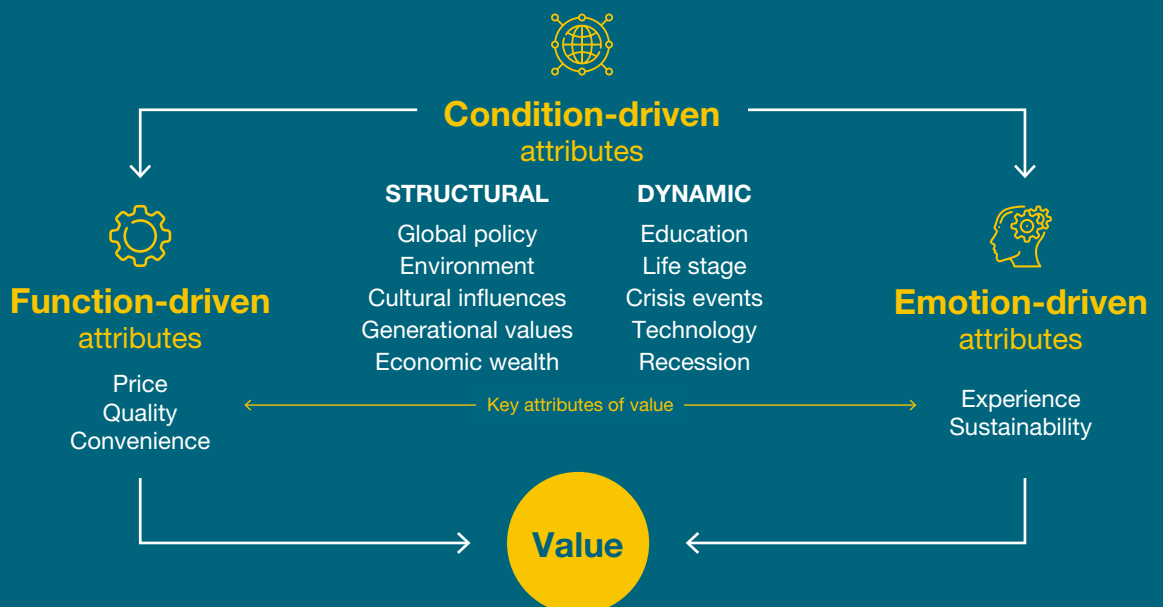 Condition-driven
attributes
STRUCTURAL
Global policy
Environment
Cultural influences
Generational values
Economic wealth
DYNAMIC
Education
Life stage
Crisis events
Technology
Recession
Function-driven
attributes
Price
Quality
Convenience
Key attributes of value
Emotion-driven
attributes
Experience
Sustainability
Value